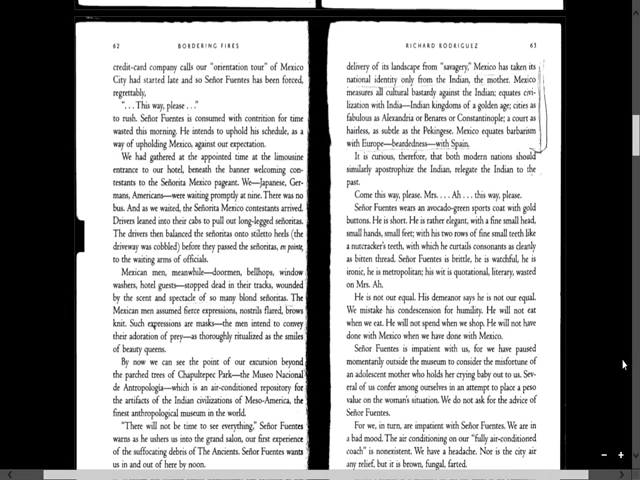 62 BORDERING FIRES
credit-card company calls our "orientation tour" of Mexico
City had started late and so Señor Fuentes has been forced,
regrettably,
". . . This way, please . . ."
to rush. Señor Fuentes is consumed with contrition for time
wasted this morning. He intends to uphold his schedule, as a
way of upholding Mexico, against our expectation.
We had gathered at the appointed time at the limousine
entrance to our hotel, beneath the banner welcoming con-
testants to the Señorita Mexico pageant. We—Japanese, Ger-
mans, Americans—were waiting promptly at nine. There was no
bus. And as we waited, the Señorita Mexico contestants arrived.
Drivers leaned into their cabs to pull out long-legged señoritas.
The drivers then balanced the señoritas onto stiletto heels (the
driveway was cobbled) before they passed the señoritas, en pointe,
to the waiting arms of officials.
Mexican men, meanwhile—doormen, bellhops, window
washers, hotel guests—stopped dead in their tracks, wounded
by the scent and spectacle of so many blond señoritas. The
Mexican men assumed fierce expressions, nostrils flared, brows
knit. Such expressions are masks—the men intend to convey
their adoration of prey—as thoroughly ritualized as the smiles
of beauty queens.
By now we can see the point of our excursion beyond
the parched trees of Chapultepec Park—the Museo Nacional
de Antropología—which is an air-conditioned repository for
the artifacts of the Indian civilizations of Meso-America, the
finest anthropological museum in the world.
"There will not be time to see everything," Señor Fuentes
warns as he ushers us into the grand salon, our first experience
of the suffocating debris of The Ancients. Señor Fuentes wants
us in and out of here by noon.
RICHARD RODRIGUEZ 63
delivery of its landscape from "savagery," Mexico has taken its
national identity only from the Indian, the mother. Mexico
measures all cultural bastardy against the Indian; equates civi-
lization with India—Indian kingdoms of a golden age; cities as
fabulous as Alexandria or Benares or Constantinople; a court as
hairless, as subtle as the Pekingese. Mexico equates barbarism
with Europe—beardedness—with Spain.
It is curious, therefore, that both modern nations should
similarly apostrophize the Indian, relegate the Indian to the
past.
Come this way, please. Mrs. . . . Ah . . . this way, please.
Señor Fuentes wears an avocado-green sports coat with gold
buttons. He is short. He is rather elegant, with a fine small head,
small hands, small feet; with his two rows of fine small teeth like
a nutcracker's teeth, with which he curtails consonants as cleanly
as bitten thread. Señor Fuentes is brittle, he is watchful, he is
ironic, he is metropolitan; his wit is quotational, literary, wasted
on Mrs. Ah.
He is not our equal. His demeanor says he is not our equal.
We mistake his condescension for humility. He will not eat
when we eat. He will not spend when we shop. He will not have
done with Mexico when we have done with Mexico.
Señor Fuentes is impatient with us, for we have paused
momentarily outside the museum to consider the misfortune of
an adolescent mother who holds her crying baby out to us. Sev-
eral of us confer among ourselves in an attempt to place a peso
value on the woman's situation. We do not ask for the advice of
Señor Fuentes.
For we, in turn, are impatient with Señor Fuentes. We are in
a bad mood. The air conditioning on our "fully air-conditioned
coach" is nonexistent. We have a headache. Nor is the city air
any relief, but it is brown, fungal, farted.